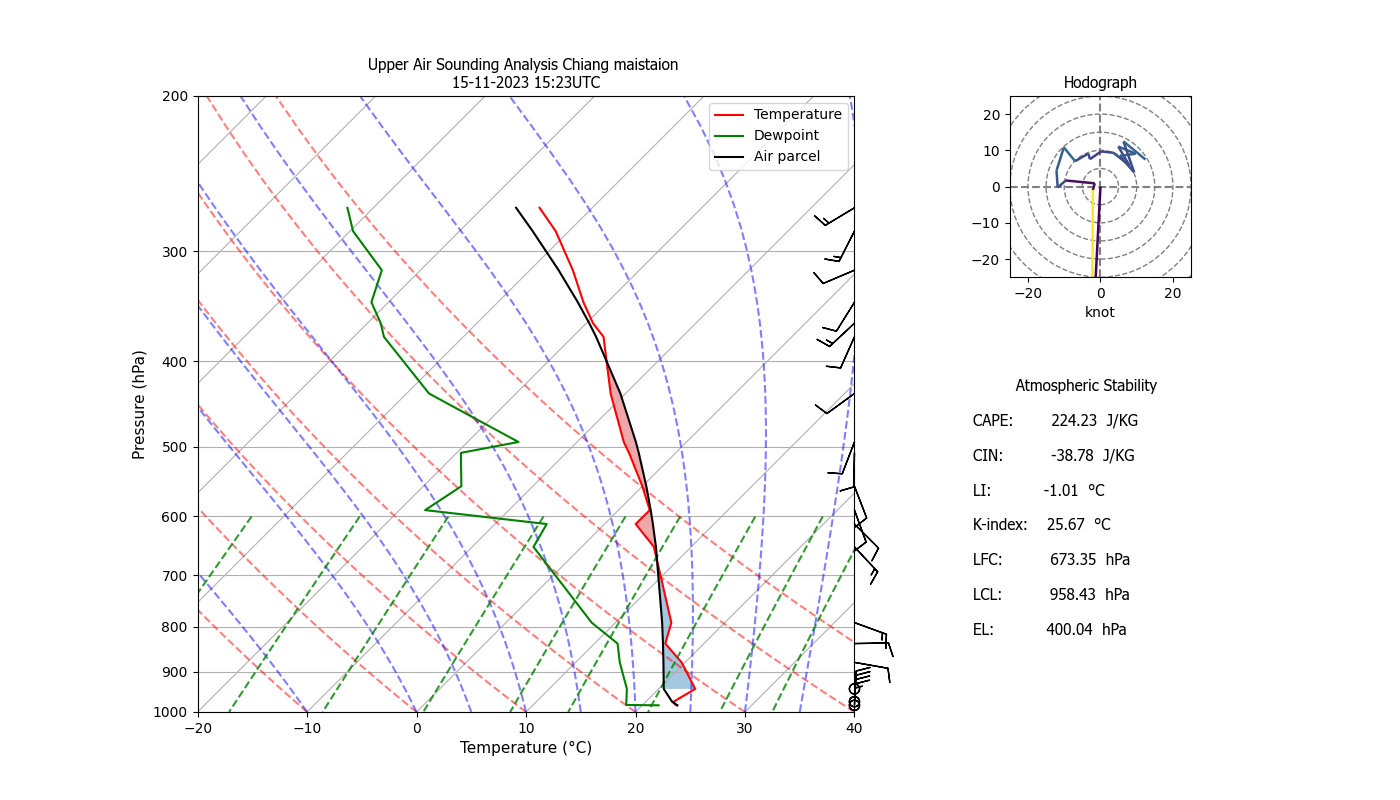 Upper Air Sounding Analysis Chiang maistaion
15-11-2023 15:23UTC
200
300
400
500
600
700
800
900
1000
Pressure (hPa)
−20
−10
0
10
20
30
40
Temperature (°C)
Temperature
Dewpoint
Air parcel
Hodograph
20
10
0
−10
−20
−20
0
20
knot
Atmospheric Stability
CAPE: 224.23 J/KG
CIN: -38.78 J/KG
LI: -1.01 °C
K-index: 25.67 °C
LFC: 673.35 hPa
LCL: 958.43 hPa
EL: 400.04 hPa